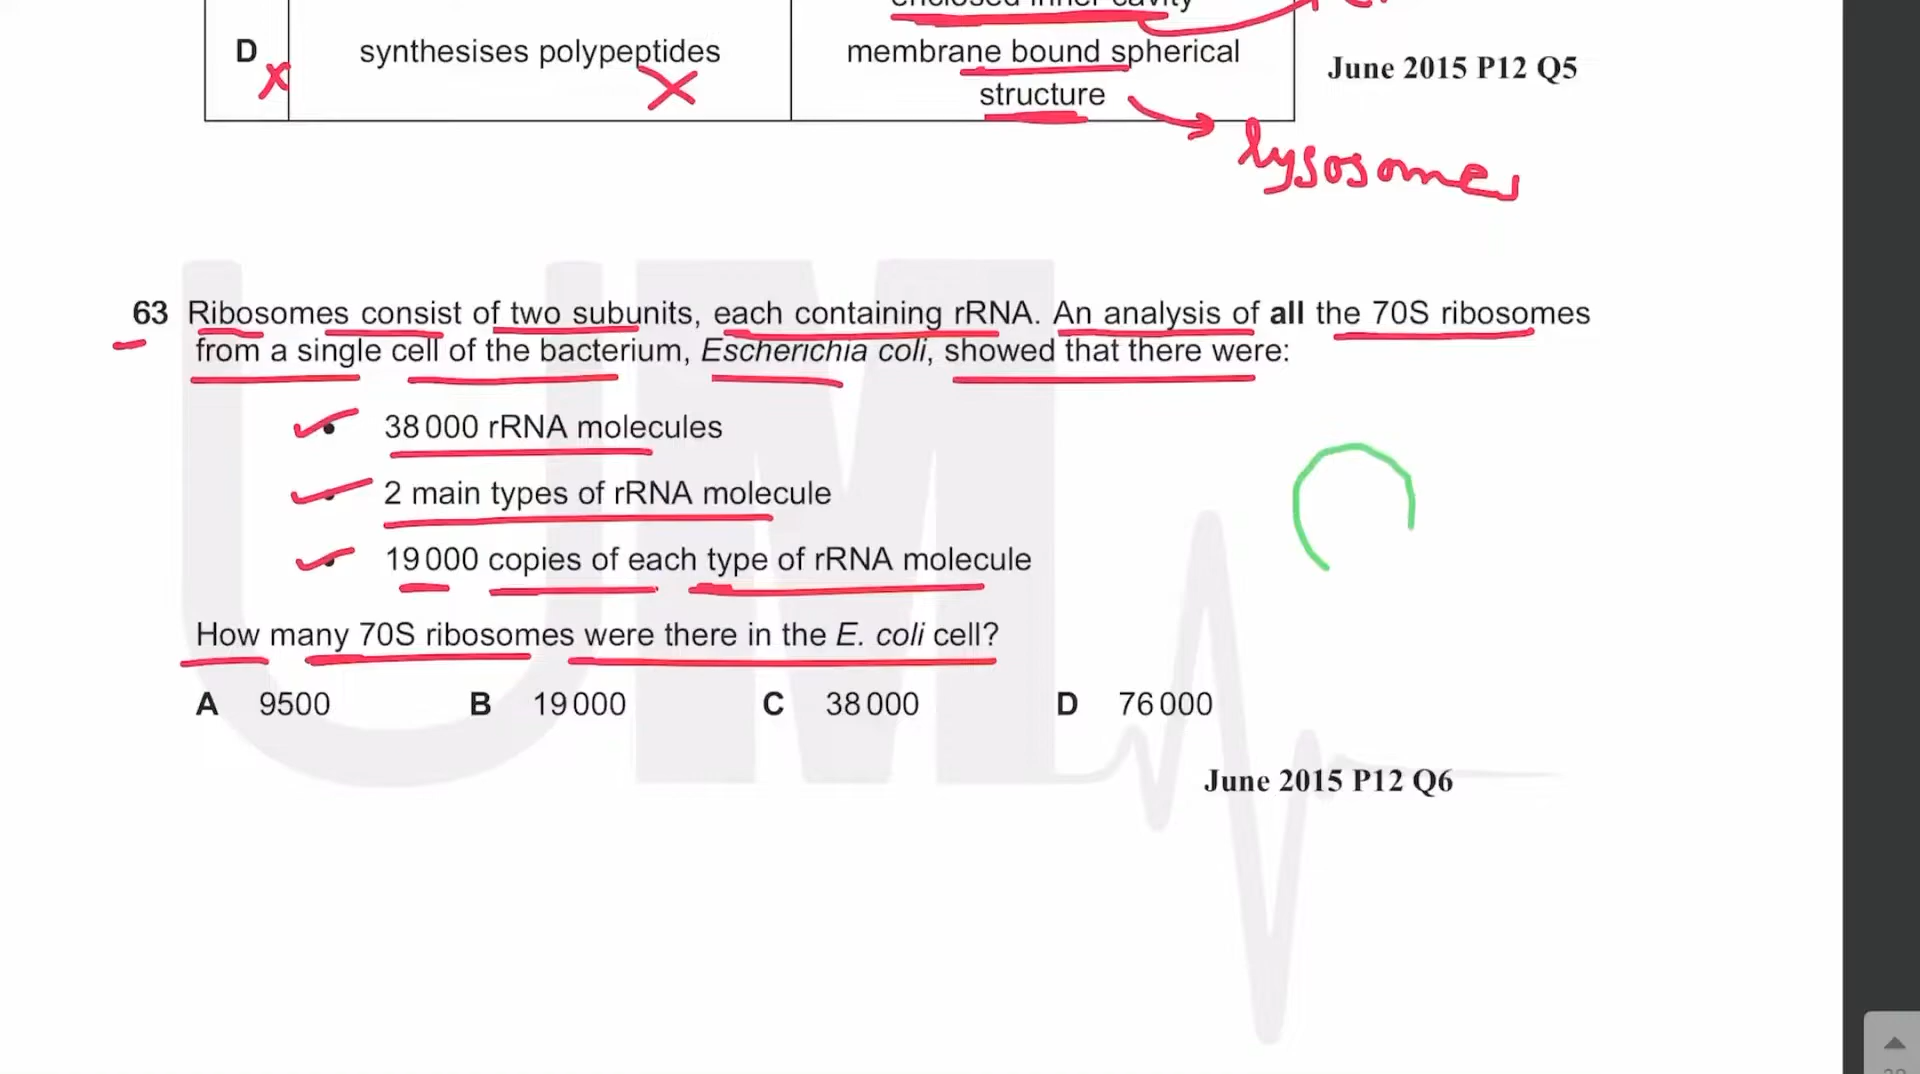 enclosed inner cavity
D synthesises polypeptides membrane bound spherical
structure
June 2015 P12 Q5
lysosomes
63 Ribosomes consist of two subunits, each containing rRNA. An analysis of all the 70S ribosomes
from a single cell of the bacterium, Escherichia coli, showed that there were:
• 38 000 rRNA molecules
• 2 main types of rRNA molecule
• 19 000 copies of each type of rRNA molecule
How many 70S ribosomes were there in the E. coli cell?
A 9500 B 19 000 C 38 000 D 76 000
June 2015 P12 Q6